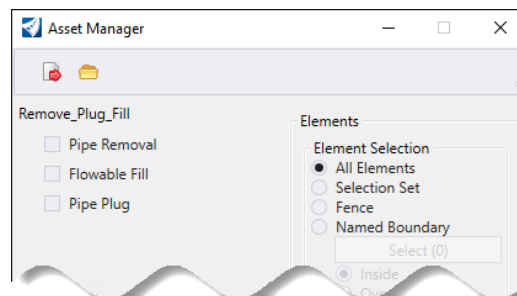 Asset Manager
Remove_Plug_Fill
Pipe Removal
Flowable Fill
Pipe Plug
Elements
Element Selection
All Elements
Selection Set
Fence
Named Boundary
Select (0)
Inside